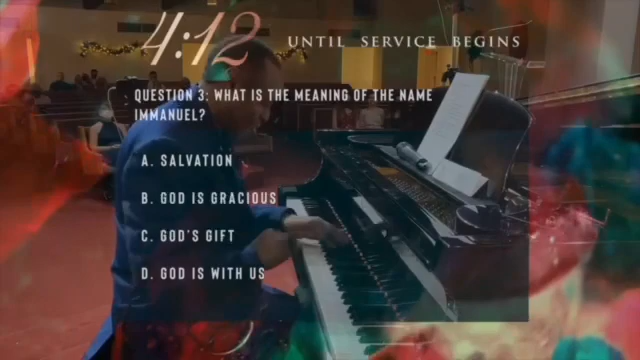 4:12 UNTIL SERVICE BEGINS
QUESTION 3: WHAT IS THE MEANING OF THE NAME
IMMANUEL?
A. SALVATION
B. GOD IS GRACIOUS
C. GOD'S GIFT
D. GOD IS WITH US